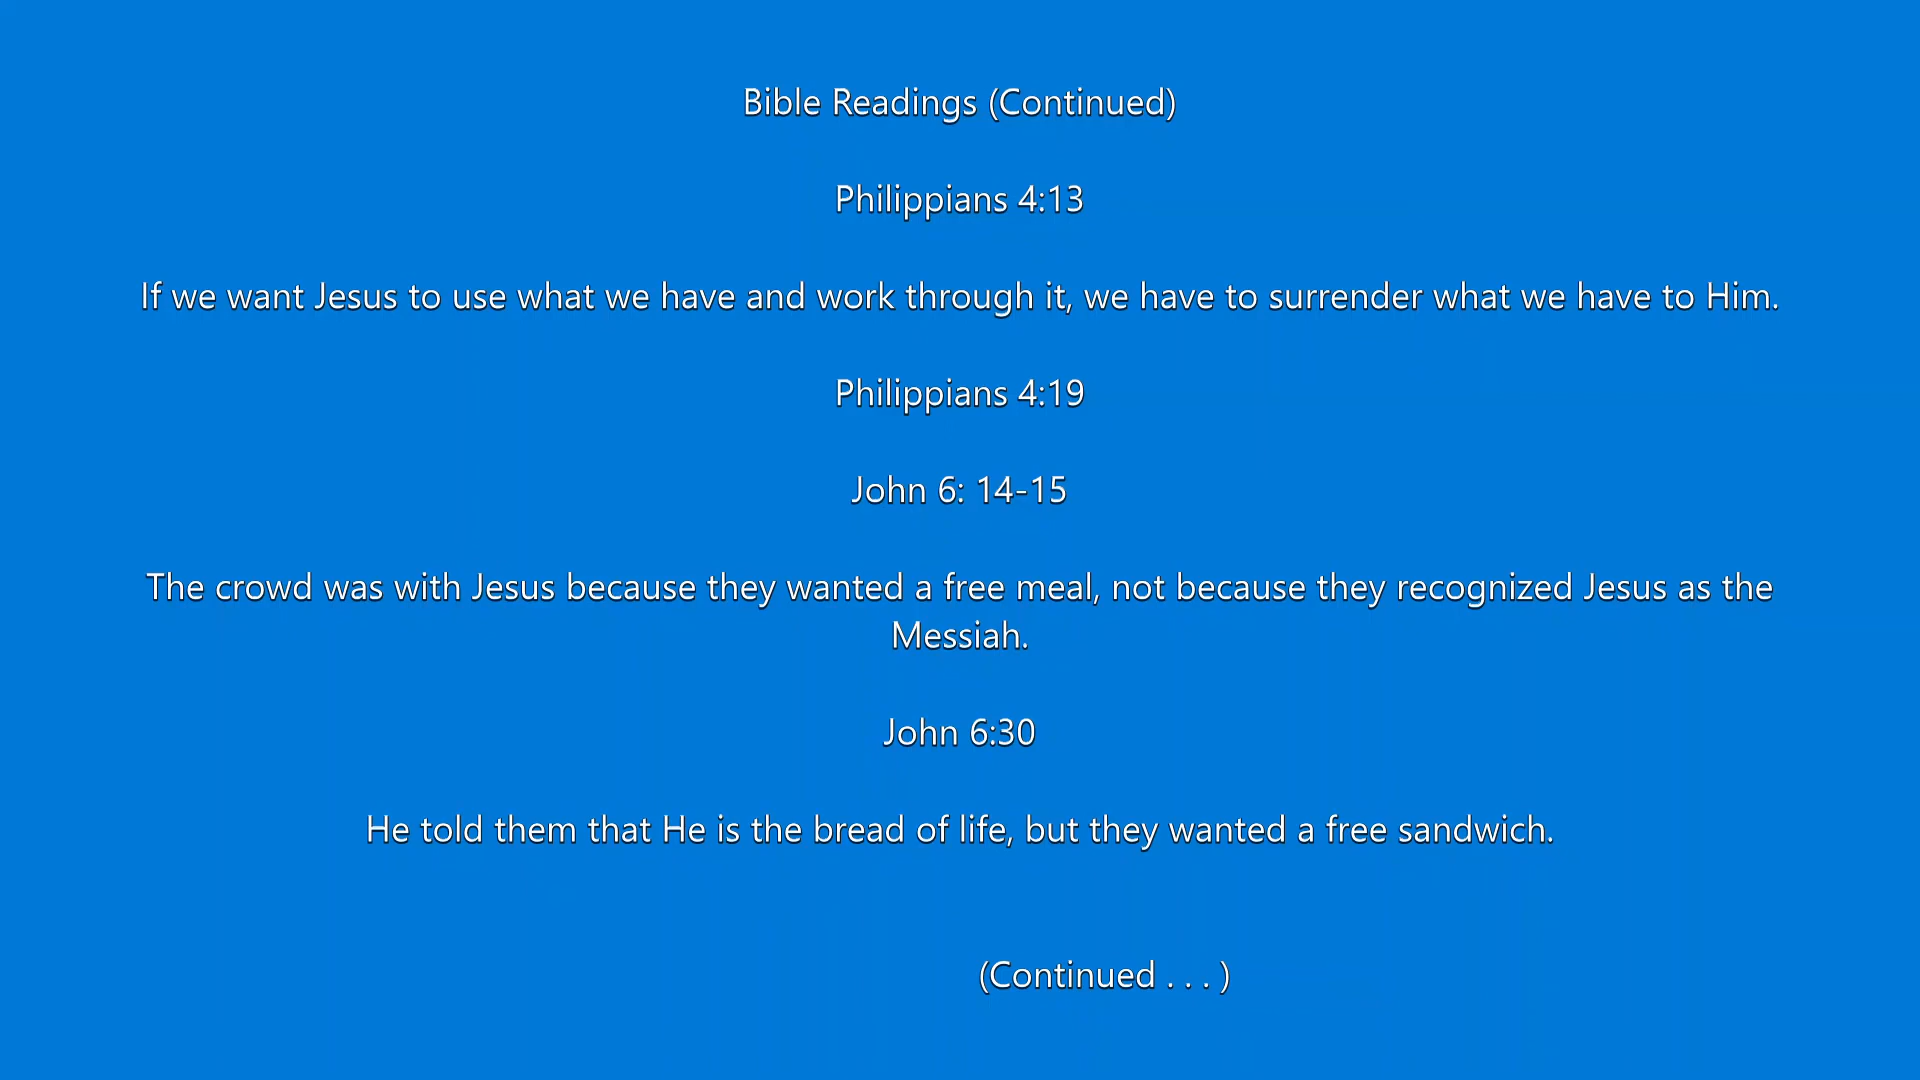 Bible Readings (Continued)
Philippians 4:13
If we want Jesus to use what we have and work through it, we have to surrender what we have to Him.
Philippians 4:19
John 6: 14-15
The crowd was with Jesus because they wanted a free meal, not because they recognized Jesus as the
Messiah.
John 6:30
He told them that He is the bread of life, but they wanted a free sandwich.
(Continued . . . )